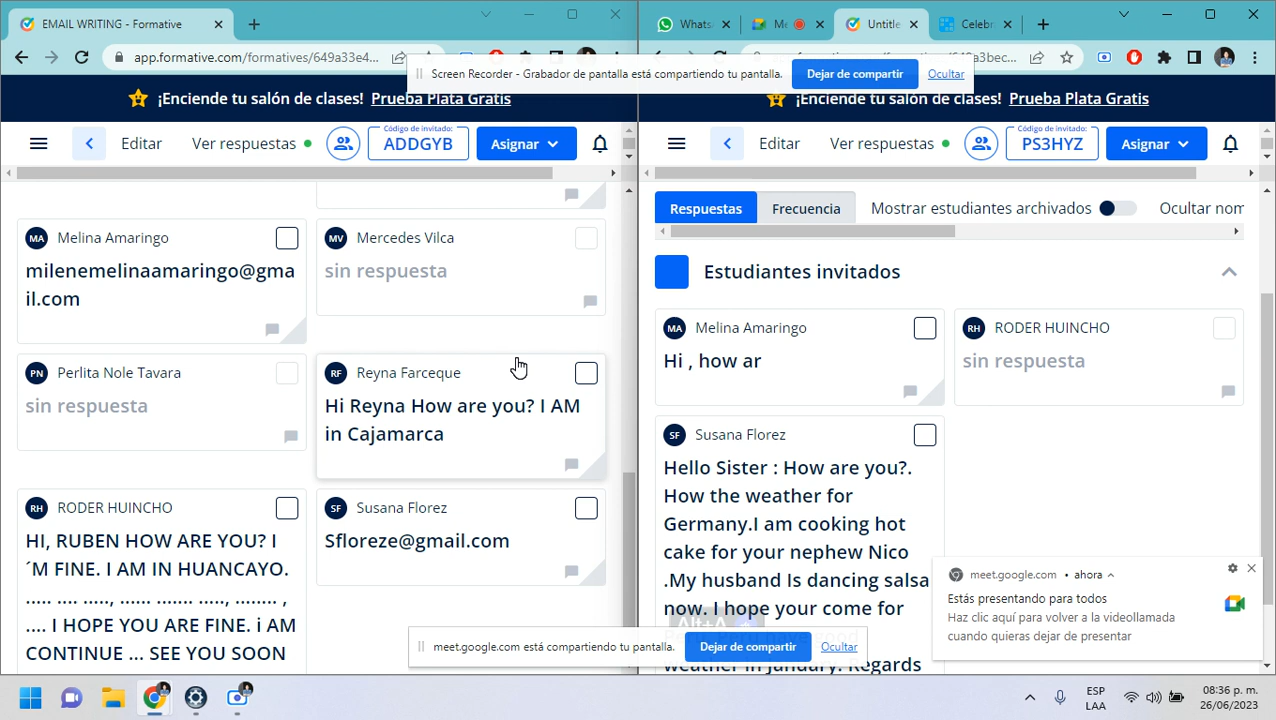 EMAIL WRITING - Formative
Whats
Me
Untitle
Celebr
app.formative.com/formatives/649a33e4...
Screen Recorder - Grabador de pantalla está compartiendo tu pantalla.
Dejar de compartir
Ocultar
¡Enciende tu salón de clases! Prueba Plata Gratis
¡Enciende tu salón de clases! Prueba Plata Gratis
Editar
Ver respuestas
Código de invitado:
ADDGYB
Asignar
Editar
Ver respuestas
Código de invitado:
PS3HYZ
Asignar
MA Melina Amaringo
milenemelinaamaringo@gma
il.com
MV Mercedes Vilca
sin respuesta
PN Perlita Nole Tavara
sin respuesta
RF Reyna Farceque
Hi Reyna How are you? I AM
in Cajamarca
RH RODER HUINCHO
HI, RUBEN HOW ARE YOU? I
´M FINE. I AM IN HUANCAYO.
..... .... ....., ...... ...... ....., ....... ,
.... I HOPE YOU ARE FINE. i AM
CONTINUE ... SEE YOU SOON
SF Susana Florez
Sfloreze@gmail.com
Respuestas
Frecuencia
Mostrar estudiantes archivados
Ocultar nom
Estudiantes invitados
MA Melina Amaringo
Hi , how ar
RH RODER HUINCHO
sin respuesta
SF Susana Florez
Hello Sister : How are you?.
How the weather for
Germany.I am cooking hot
cake for your nephew Nico
.My husband Is dancing salsa
now. I hope your come for
weather in January. Regards
Alt+A
meet.google.com • ahora
Estás presentando para todos
Haz clic aquí para volver a la videollamada
cuando quieras dejar de presentar
meet.google.com está compartiendo tu pantalla.
Dejar de compartir
Ocultar
ESP
LAA
08:36 p. m.
26/06/2023